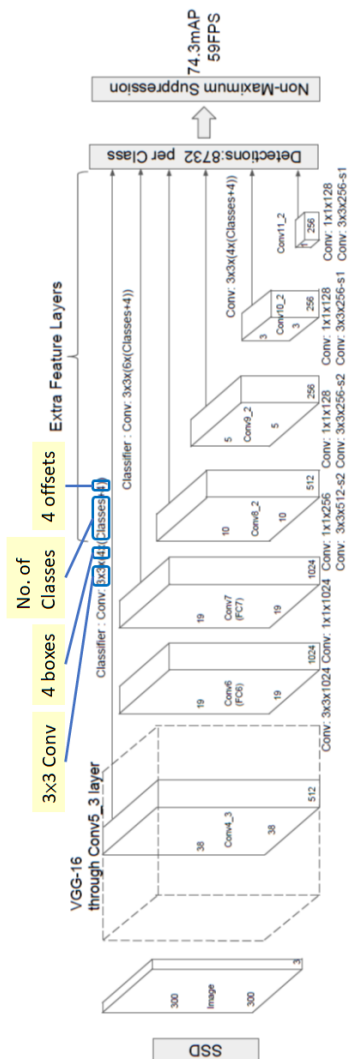 SSD
300
Image
300
3
VGG-16
through Conv5_3 layer
38
Conv4_3
38
512
3x3 Conv
4 boxes
No. of
Classes
4 offsets
Classifier : Conv: 3x3x(4x(Classes+4))
Extra Feature Layers
Classifier : Conv: 3x3x(6x(Classes+4))
19
Conv6
(FC6)
19
1024
19
Conv7
(FC7)
19
1024
10
Conv8_2
10
512
5
Conv9_2
5
256
Conv: 3x3x(4x(Classes+4))
3
Conv10_2
3
256
Conv11_2
1
256
Conv: 3x3x1024
Conv: 1x1x1024
Conv: 1x1x256
Conv: 3x3x512-s2
Conv: 1x1x128
Conv: 3x3x256-s2
Conv: 1x1x128
Conv: 3x3x256-s1
Conv: 1x1x128
Conv: 3x3x256-s1
Detections:8732 per Class
Non-Maximum Suppression
74.3mAP
59FPS